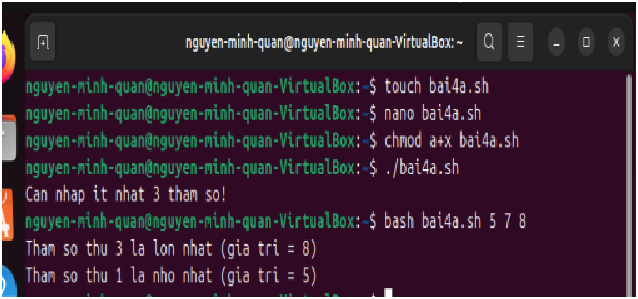 nguyen-minh-quan@nguyen-minh-quan-VirtualBox: ~
nguyen-minh-quan@nguyen-minh-quan-VirtualBox:~$ touch bai4a.sh
nguyen-minh-quan@nguyen-minh-quan-VirtualBox:~$ nano bai4a.sh
nguyen-minh-quan@nguyen-minh-quan-VirtualBox:~$ chmod a+x bai4a.sh
nguyen-minh-quan@nguyen-minh-quan-VirtualBox:~$ ./bai4a.sh
Can nhap it nhat 3 tham so!
nguyen-minh-quan@nguyen-minh-quan-VirtualBox:~$ bash bai4a.sh 5 7 8
Tham so thu 3 la lon nhat (gia tri = 8)
Tham so thu 1 la nho nhat (gia tri = 5)